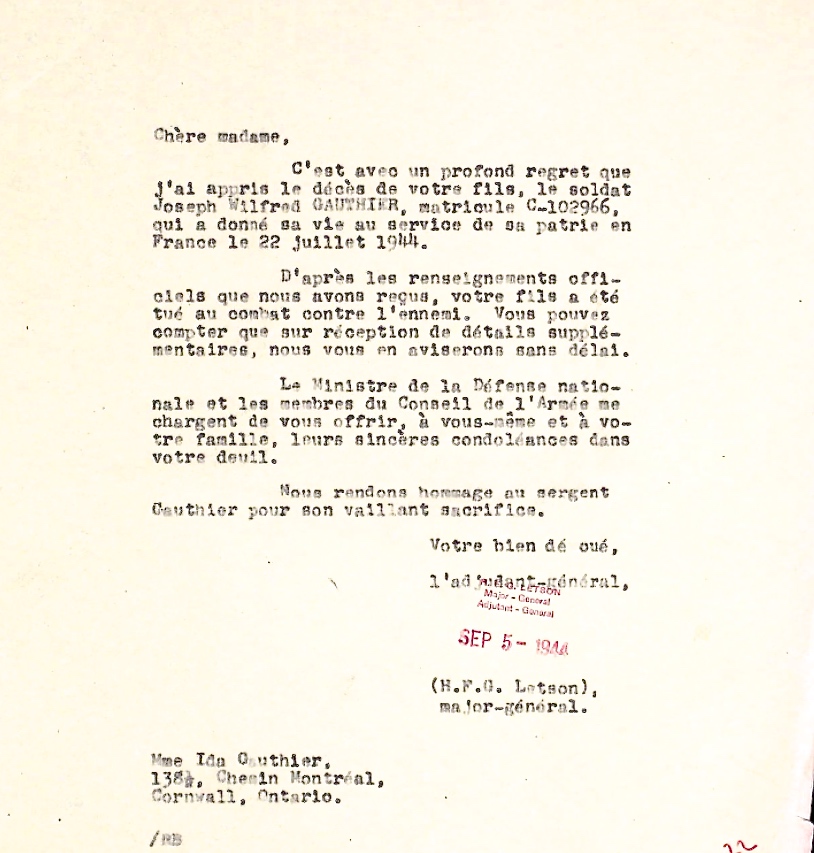 Chère madame,
C'est avec un profond regret que
j'ai appris le décès de votre fils, le soldat
Joseph Wilfred GAUTHIER, matricule C-102966,
qui a donné sa vie au service de sa patrie en
France le 22 juillet 1944.
D'après les renseignements offi-
ciels que nous avons reçus, votre fils a été
tué au combat contre l'ennemi. Vous pouvez
compter que sur réception de détails supplé-
mentaires, nous vous en aviserons sans délai.
Le Ministre de la Défense natio-
nale et les membres du Conseil de l'Armée me
chargent de vous offrir, à vous-même et à vo-
tre famille, leurs sincères condoléances dans
votre deuil.
Nous rendons hommage au sergent
Gauthier pour son vaillant sacrifice.
Votre bien dé oué,
l'adjudant-général,
LETSON
Major - General
Adjutant - General
SEP 5 - 1944
(H.F.G. Letson),
major-général.
Mme Ida Gauthier,
138½, Chemin Montréal,
Cornwall, Ontario.
/RB